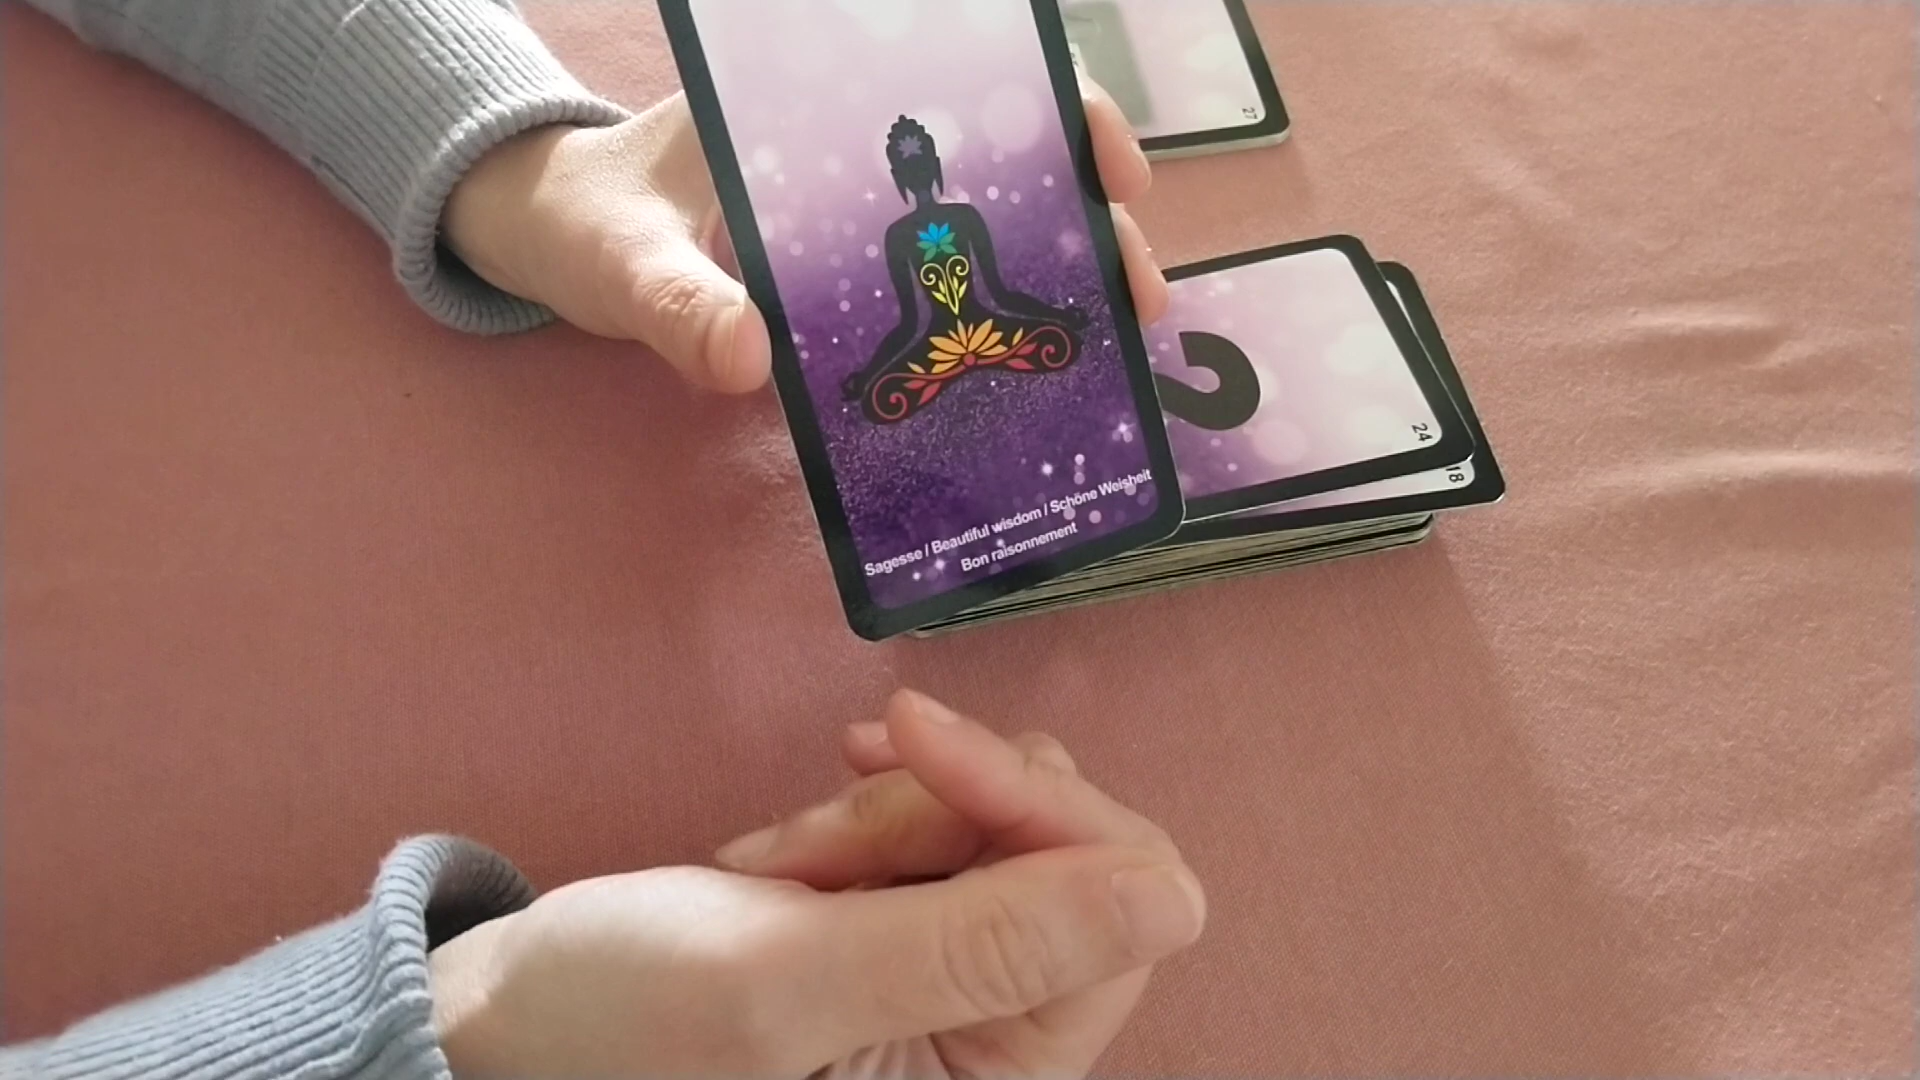 27
24
18
Sagesse / Beautiful wisdom / Schöne Weisheit
Bon raisonnement